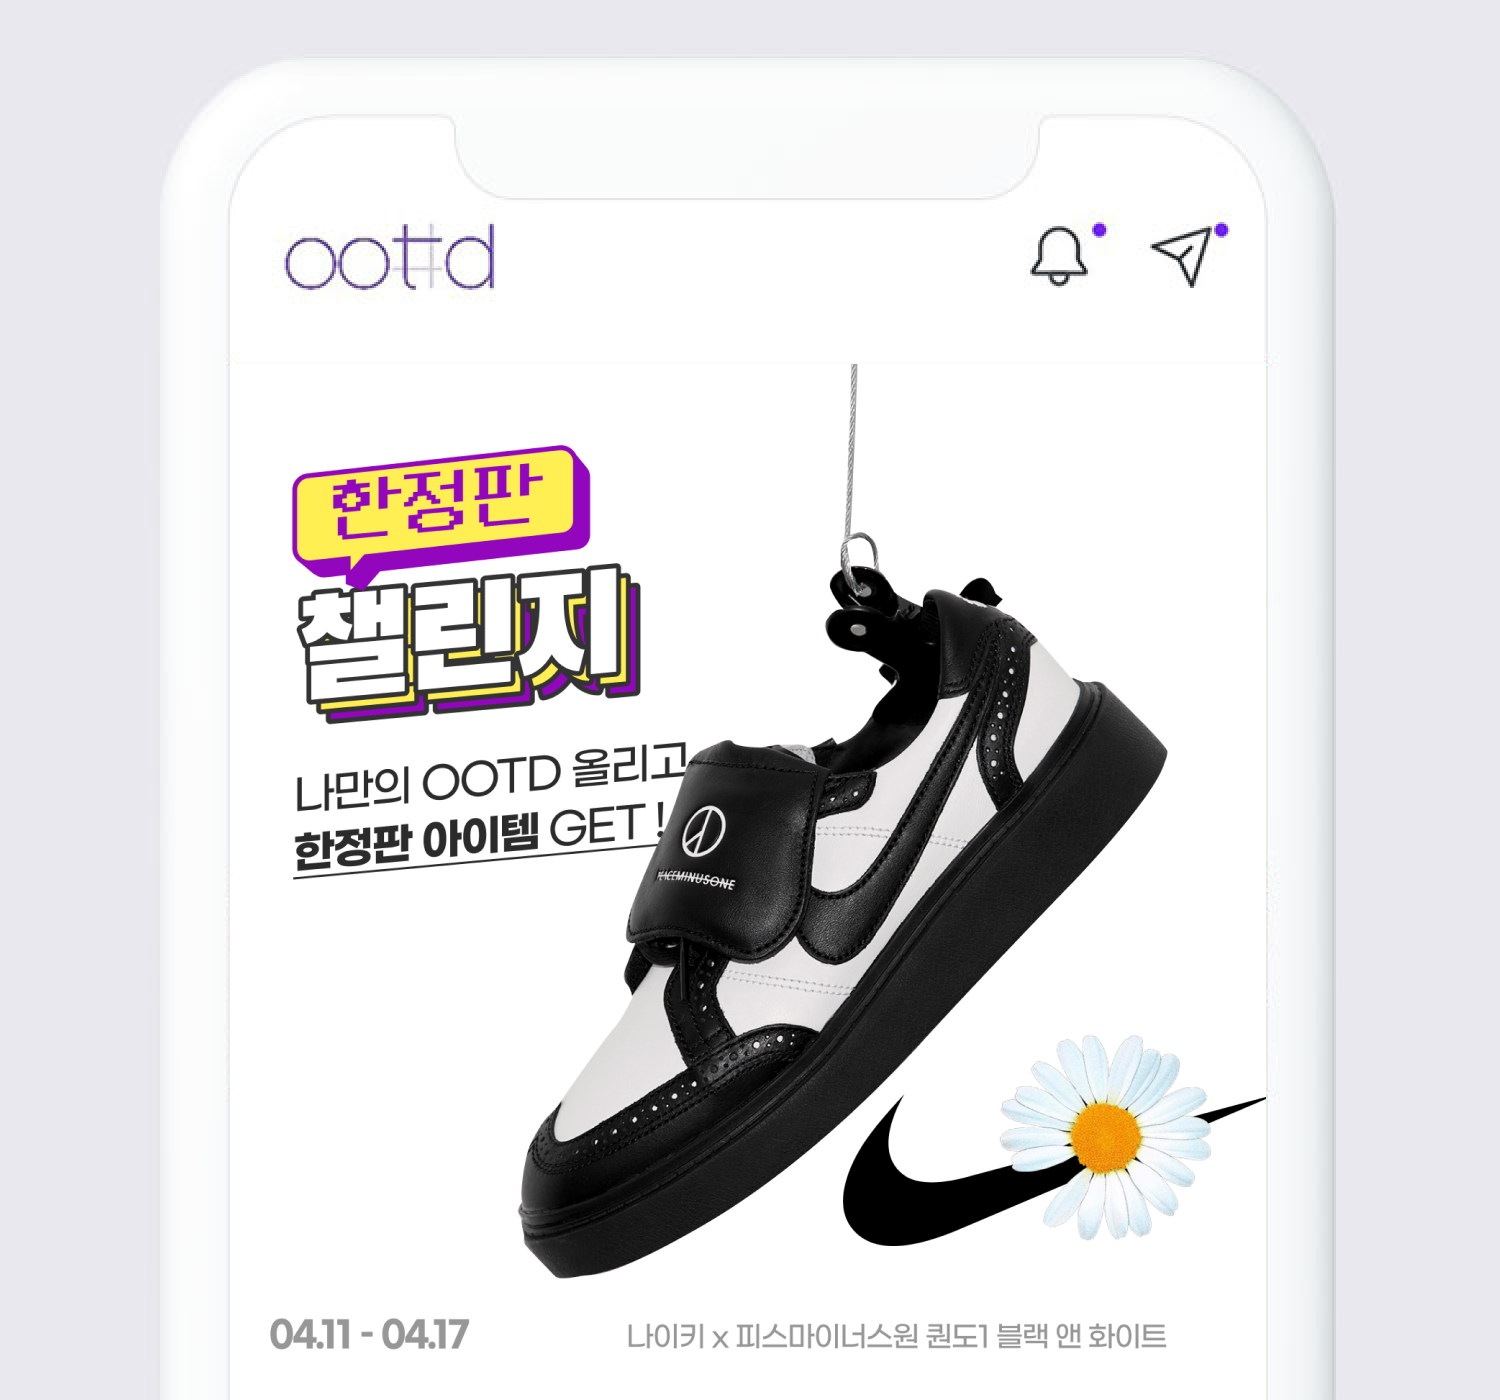 ootd
한정판
챌린지
나만의 OOTD 올리고
한정판 아이템 GET !
PEACEMINUSONE
04.11 - 04.17
나이키 x 피스마이너스원 퀀도1 블랙 앤 화이트